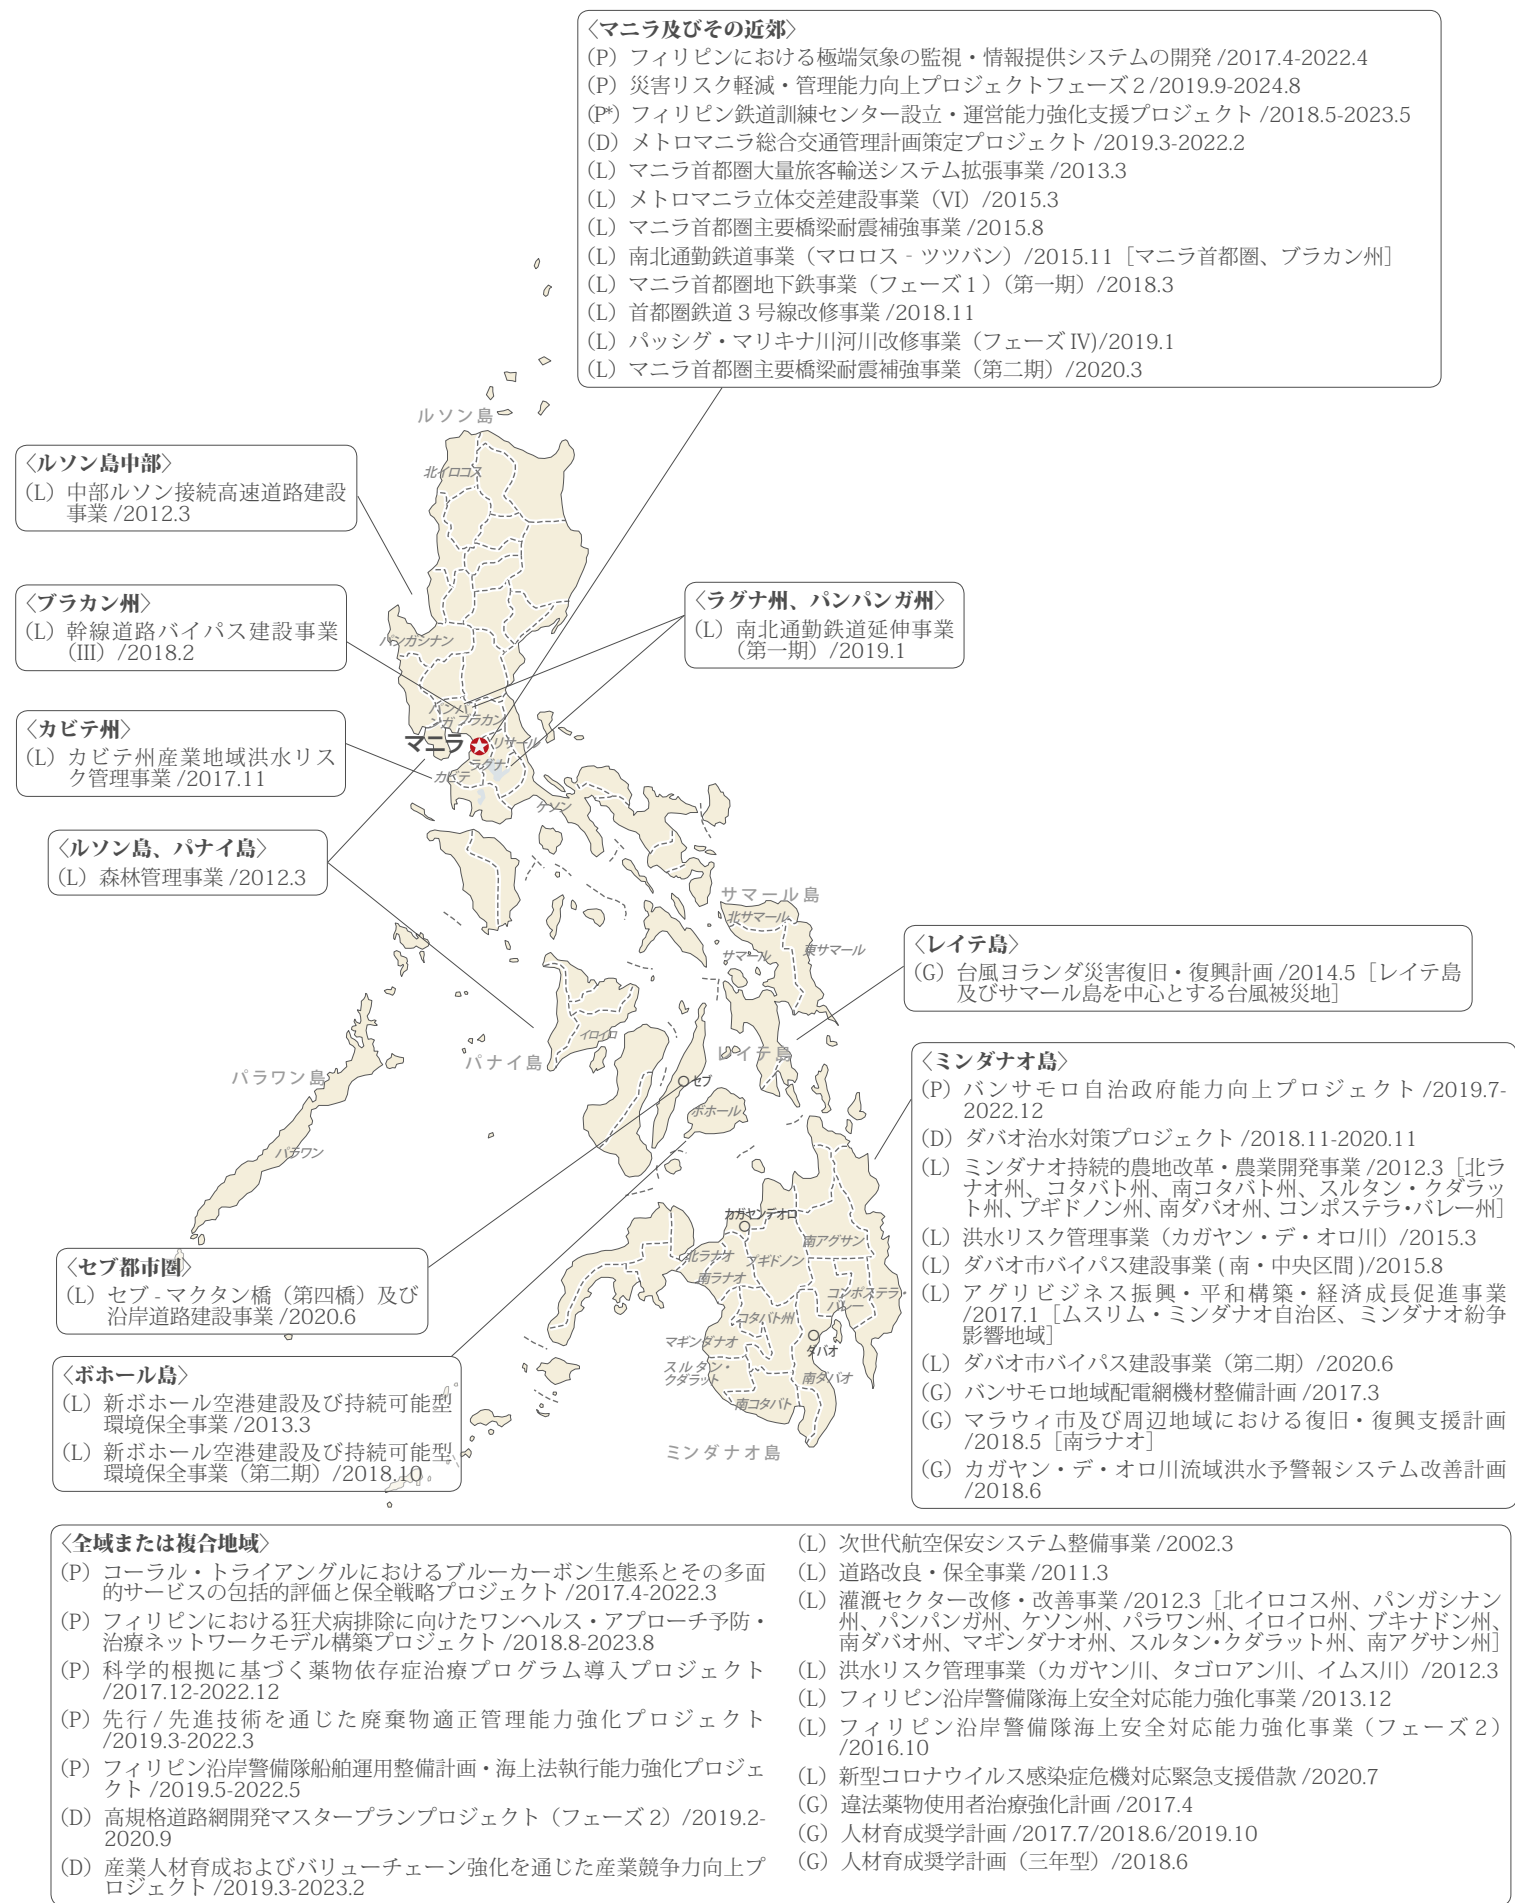 〈マニラ及びその近郊〉
(P) フィリピンにおける極端気象の監視・情報提供システムの開発 /2017.4-2022.4
(P) 災害リスク軽減・管理能力向上プロジェクトフェーズ 2 /2019.9-2024.8
(P*) フィリピン鉄道訓練センター設立・運営能力強化支援プロジェクト /2018.5-2023.5
(D) メトロマニラ総合交通管理計画策定プロジェクト /2019.3-2022.2
(L) マニラ首都圏大量旅客輸送システム拡張事業 /2013.3
(L) メトロマニラ立体交差建設事業（VI）/2015.3
(L) マニラ首都圏主要橋梁耐震補強事業 /2015.8
(L) 南北通勤鉄道事業（マロロス - ツツバン）/2015.11［マニラ首都圏、ブラカン州］
(L) マニラ首都圏地下鉄事業（フェーズ 1 ）（第一期）/2018.3
(L) 首都圏鉄道 3 号線改修事業 /2018.11
(L) パッシグ・マリキナ川河川改修事業（フェーズ IV)/2019.1
(L) マニラ首都圏主要橋梁耐震補強事業（第二期）/2020.3
ルソン島
〈ルソン島中部〉
(L) 中部ルソン接続高速道路建設
事業 /2012.3
北イロコス
〈ブラカン州〉
(L) 幹線道路バイパス建設事業
（III）/2018.2
〈ラグナ州、パンパンガ州〉
(L) 南北通勤鉄道延伸事業
（第一期）/2019.1
パンガシナン
パンパ
ンガ
ブラカン
〈カビテ州〉
(L) カビテ州産業地域洪水リス
ク管理事業 /2017.11
マニラ
リサール
ラグナ
カビテ
ケソン
〈ルソン島、パナイ島〉
(L) 森林管理事業 /2012.3
サマール島
北サマール
東サマール
サマール
〈レイテ島〉
(G) 台風ヨランダ災害復旧・復興計画 /2014.5［レイテ島
及びサマール島を中心とする台風被災地］
イロイロ
パナイ島
レイテ島
パラワン島
セブ
ボホール
パラワン
〈ミンダナオ島〉
(P) バンサモロ自治政府能力向上プロジェクト /2019.7-
2022.12
(D) ダバオ治水対策プロジェクト /2018.11-2020.11
(L) ミンダナオ持続的農地改革・農業開発事業 /2012.3［北ラ
ナオ州、コタバト州、南コタバト州、スルタン・クダラッ
ト州、ブギドノン州、南ダバオ州、コンポステラ・バレー州］
(L) 洪水リスク管理事業（カガヤン・デ・オロ川）/2015.3
(L) ダバオ市バイパス建設事業 ( 南・中央区間 )/2015.8
(L) アグリビジネス振興・平和構築・経済成長促進事業
/2017.1［ムスリム・ミンダナオ自治区、ミンダナオ紛争
影響地域］
(L) ダバオ市バイパス建設事業（第二期）/2020.6
(G) バンサモロ地域配電網機材整備計画 /2017.3
(G) マラウィ市及び周辺地域における復旧・復興支援計画
/2018.5［南ラナオ］
(G) カガヤン・デ・オロ川流域洪水予警報システム改善計画
/2018.6
カガセンデオロ
南アグサン
北ラナオ
ブギドノン
南ラナオ
コンポステラ・
バレー
コタバト州
マギンダナオ
ダバオ
スルタン・
クダラット
南ダバオ
南コタバト
ミンダナオ島
〈セブ都市圏〉
(L) セブ - マクタン橋（第四橋）及び
沿岸道路建設事業 /2020.6
〈ボホール島〉
(L) 新ボホール空港建設及び持続可能型
環境保全事業 /2013.3
(L) 新ボホール空港建設及び持続可能型
環境保全事業（第二期）/2018.10
〈全域または複合地域〉
(P) コーラル・トライアングルにおけるブルーカーボン生態系とその多面
的サービスの包括的評価と保全戦略プロジェクト /2017.4-2022.3
(P) フィリピンにおける狂犬病排除に向けたワンヘルス・アプローチ予防・
治療ネットワークモデル構築プロジェクト /2018.8-2023.8
(P) 科学的根拠に基づく薬物依存症治療プログラム導入プロジェクト
/2017.12-2022.12
(P) 先行 / 先進技術を通じた廃棄物適正管理能力強化プロジェクト
/2019.3-2022.3
(P) フィリピン沿岸警備隊船舶運用整備計画・海上法執行能力強化プロジェ
クト /2019.5-2022.5
(D) 高規格道路網開発マスタープランプロジェクト（フェーズ 2）/2019.2-
2020.9
(D) 産業人材育成およびバリューチェーン強化を通じた産業競争力向上プ
ロジェクト /2019.3-2023.2
(L) 次世代航空保安システム整備事業 /2002.3
(L) 道路改良・保全事業 /2011.3
(L) 灌漑セクター改修・改善事業 /2012.3［北イロコス州、パンガシナン
州、パンパンガ州、ケソン州、パラワン州、イロイロ州、ブキナドン州、
南ダバオ州、マギンダナオ州、スルタン・クダラット州、南アグサン州］
(L) 洪水リスク管理事業（カガヤン川、タゴロアン川、イムス川）/2012.3
(L) フィリピン沿岸警備隊海上安全対応能力強化事業 /2013.12
(L) フィリピン沿岸警備隊海上安全対応能力強化事業（フェーズ 2）
/2016.10
(L) 新型コロナウイルス感染症危機対応緊急支援借款 /2020.7
(G) 違法薬物使用者治療強化計画 /2017.4
(G) 人材育成奨学計画 /2017.7/2018.6/2019.10
(G) 人材育成奨学計画（三年型）/2018.6